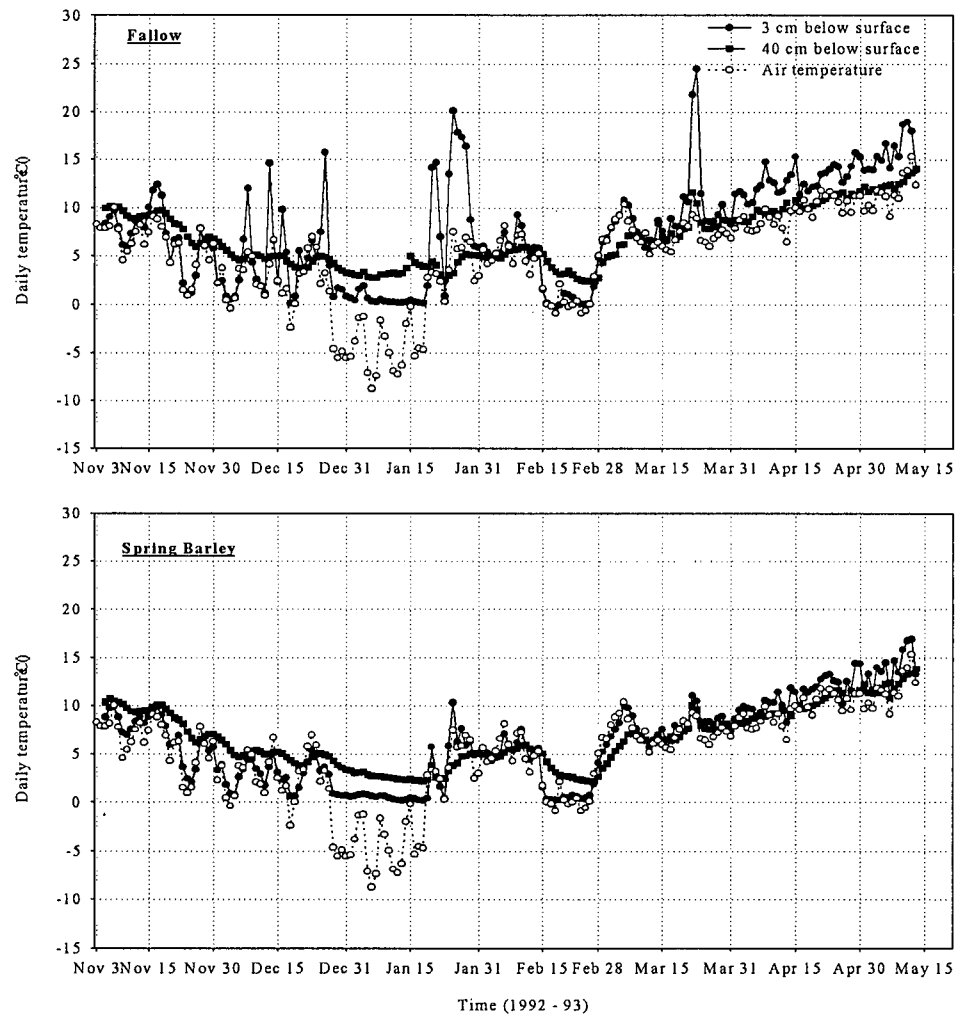 Fallow
3 cm below surface
40 cm below surface
Air temperature
30
25
20
15
10
5
0
-5
-10
-15
Daily temperature
Nov 3 Nov 15 Nov 30 Dec 15 Dec 31 Jan 15 Jan 31 Feb 15 Feb 28 Mar 15 Mar 31 Apr 15 Apr 30 May 15
Spring Barley
30
25
20
15
10
5
0
-5
-10
-15
Daily temperature
Nov 3 Nov 15 Nov 30 Dec 15 Dec 31 Jan 15 Jan 31 Feb 15 Feb 28 Mar 15 Mar 31 Apr 15 Apr 30 May 15
Time (1992 - 93)